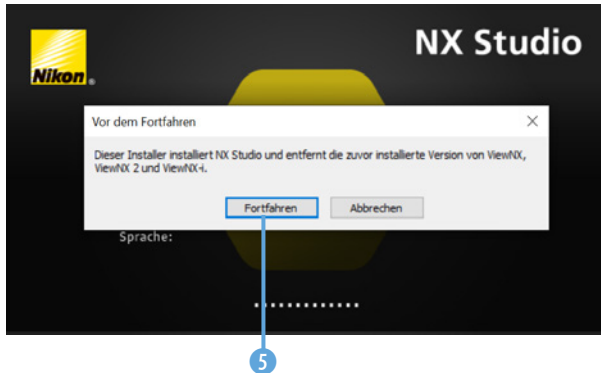 NX Studio
Nikon®
Vor dem Fortfahren
Dieser Installer installiert NX Studio und entfernt die zuvor installierte Version von ViewNX,
ViewNX 2 und ViewNX-i.
Fortfahren Abbrechen
Sprache:
5